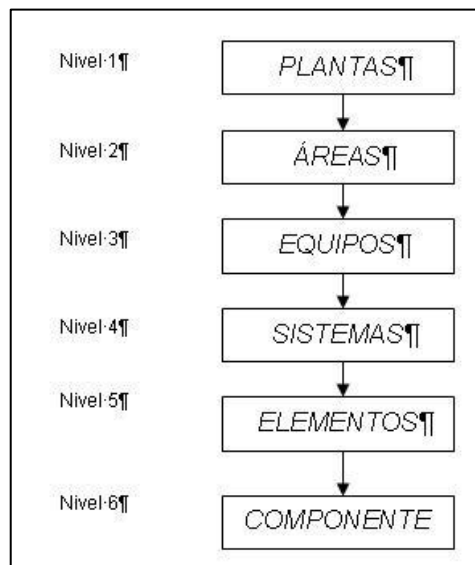 Nivel·1¶ PLANTAS¶
Nivel·2¶ ÁREAS¶
Nivel·3¶ EQUIPOS¶
Nivel·4¶ SISTEMAS¶
Nivel·5¶ ELEMENTOS¶
Nivel·6¶ COMPONENTE